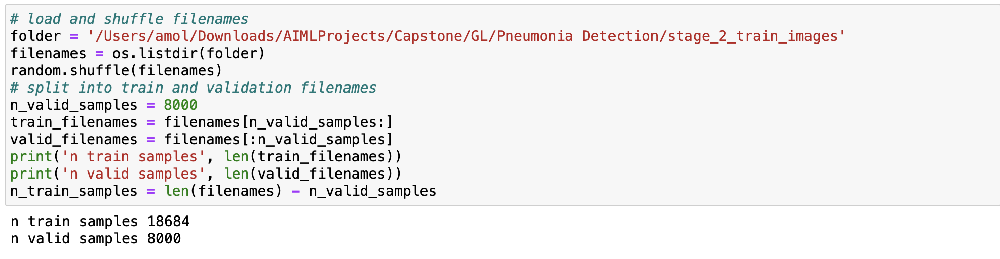 # load and shuffle filenames
folder = '/Users/amol/Downloads/AIMLProjects/Capstone/GL/Pneumonia Detection/stage_2_train_images'
filenames = os.listdir(folder)
random.shuffle(filenames)
# split into train and validation filenames
n_valid_samples = 8000
train_filenames = filenames[n_valid_samples:]
valid_filenames = filenames[:n_valid_samples]
print('n train samples', len(train_filenames))
print('n valid samples', len(valid_filenames))
n_train_samples = len(filenames) - n_valid_samples
n train samples 18684
n valid samples 8000